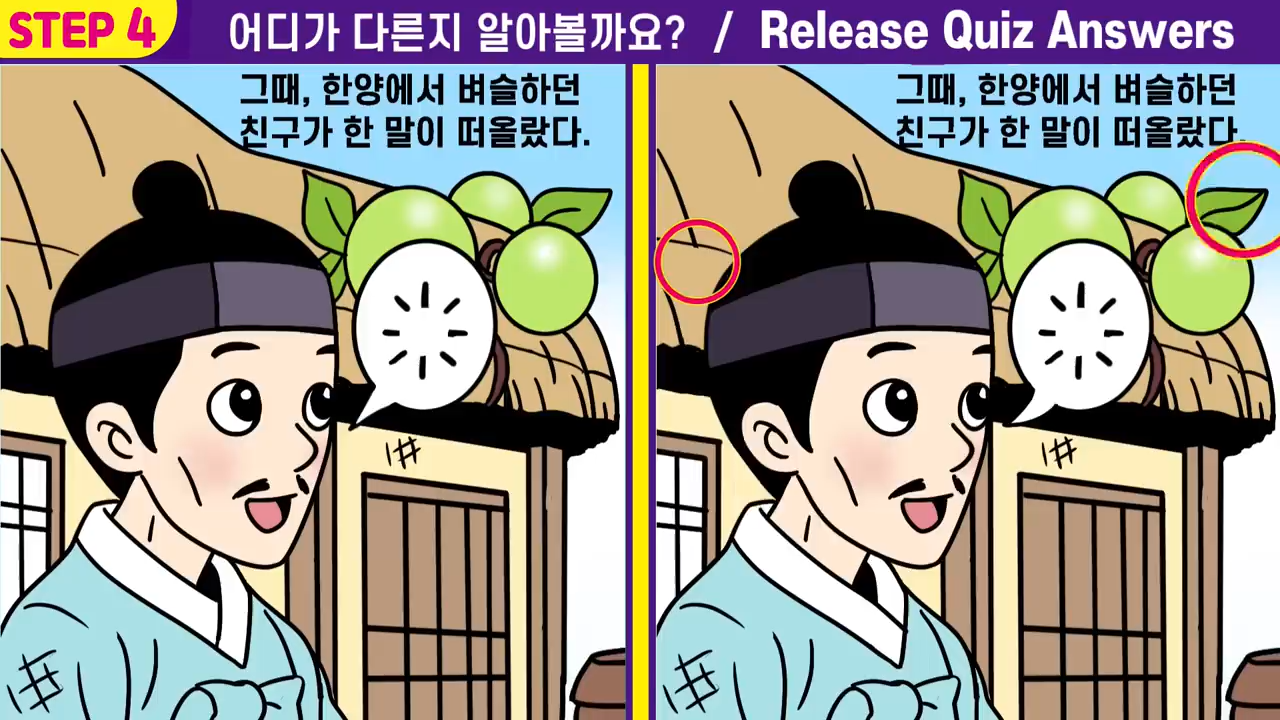 STEP 4
어디가 다른지 알아볼까요? / Release Quiz Answers
그때, 한양에서 벼슬하던
친구가 한 말이 떠올랐다.
그때, 한양에서 벼슬하던
친구가 한 말이 떠올랐다.